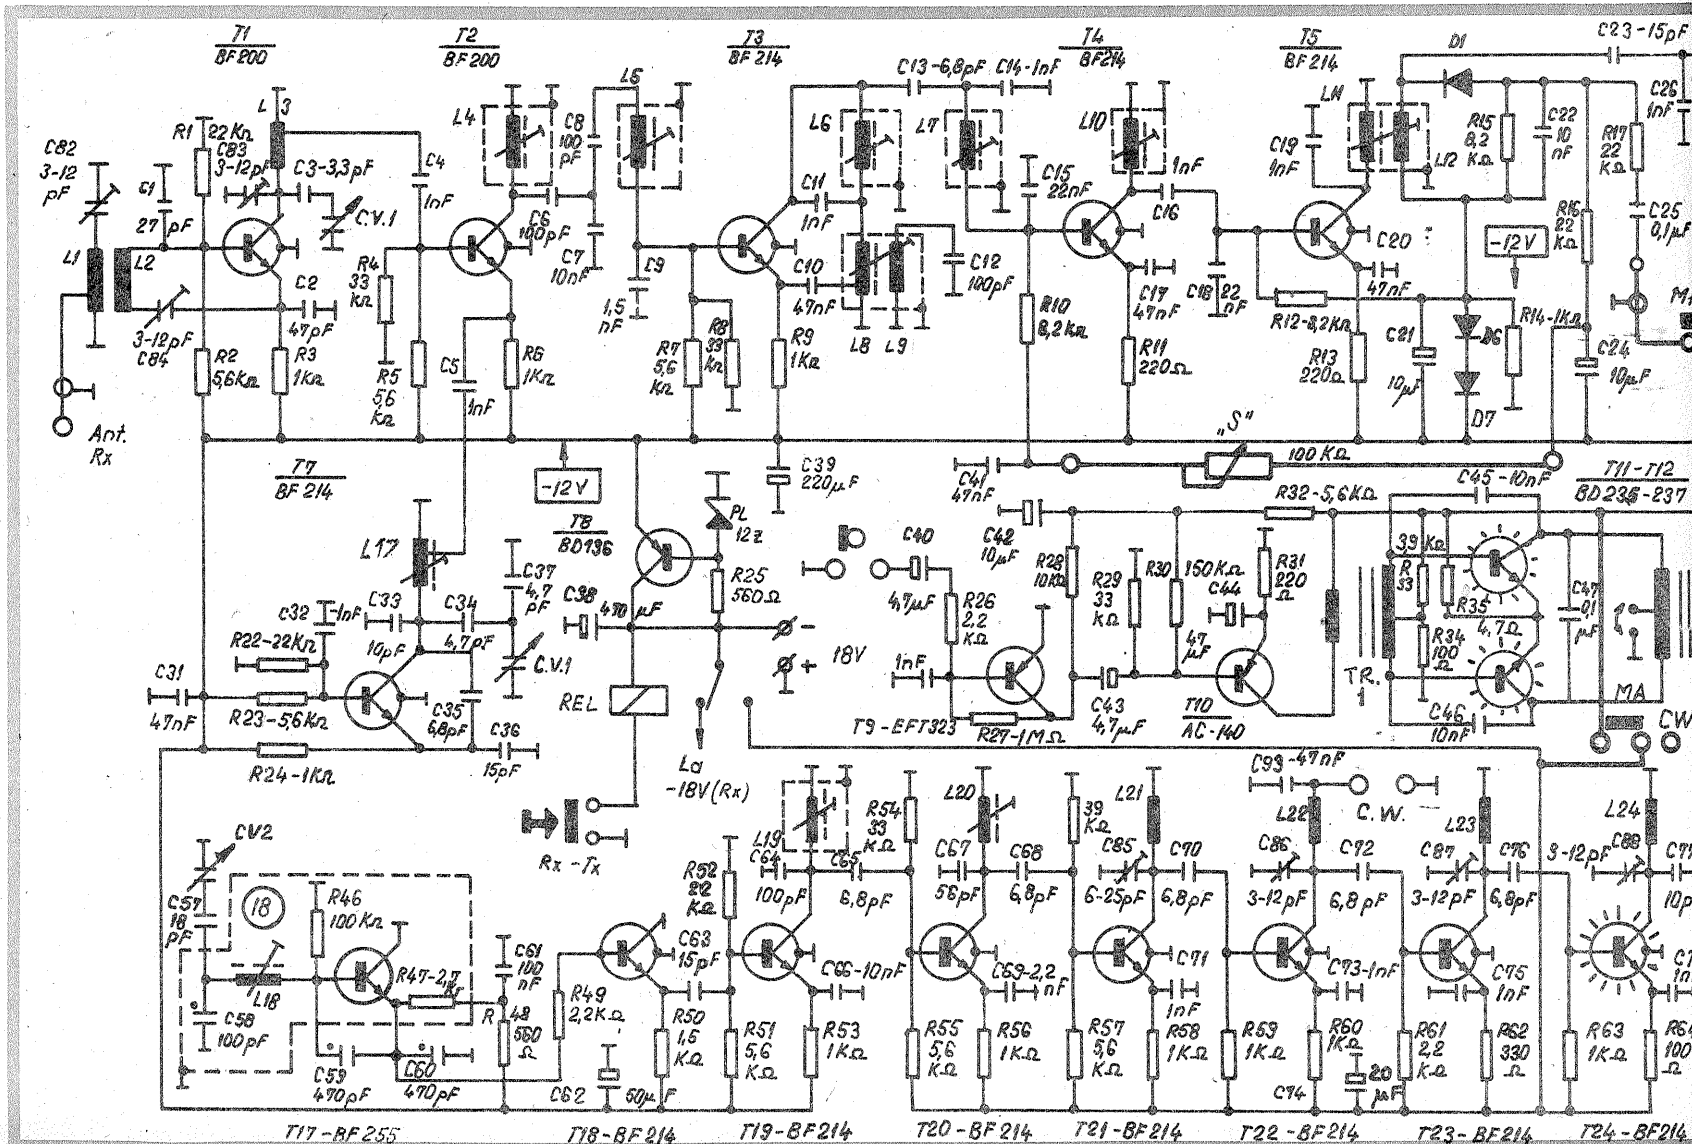 T1
BF200
T2
BF200
T3
BF214
T4
BF214
T5
BF214
D1
C23-15pF
L3
L5
L4
C8
100
pF
C13-6,8pF
C14-1nF
L6
L7
L10
L11
L12
C26
1nF
R1
22KΩ
C83
3-12pF
C3-3,3pF
C4
1nF
C82
3-12
pF
C1
27pF
C.V.1
C6
100pF
C7
10nF
C11
1nF
C15
22nF
1nF
C16
C19
1nF
R15
8,2
KΩ
C22
10
nF
R17
22
KΩ
R16
22
KΩ
C25
0,1µF
-12V
L1
L2
C2
47pF
R4
33
KΩ
C9
1,5
nF
C10
47nF
C12
100pF
C17
47nF
C18
22
nF
C20
47nF
3-12pF
C84
R2
5,6KΩ
R3
1KΩ
R5
5,6
KΩ
C5
1nF
R6
1KΩ
R7
5,6
KΩ
R8
33
KΩ
R9
1KΩ
L8
L9
R10
8,2KΩ
R11
220Ω
R12-8,2KΩ
R13
220Ω
C21
10µF
D6
D7
R14-1KΩ
C24
10µF
Ant.
Rx
„S”
100KΩ
T7
BF214
-12V
T8
BD136
C39
220µF
PL
12z
C41
47nF
C45-10nF
T11-T12
BD235-237
R32-5,6KΩ
L17
C37
4,7
pF
C38
470µF
R25
560Ω
C40
4,7µF
C42
10µF
R28
10KΩ
R29
33
KΩ
R30
150KΩ
C44
47
µF
R31
220
Ω
3,9KΩ
R
33
R35
4,7Ω
R34
100
Ω
C47
0,1
µF
C32
-1nF
C33
10pF
C34
4,7pF
C.V.1
R22-22KΩ
R26
2,2
KΩ
1nF
18V
C31
47nF
R23-5,6KΩ
C35
6,8pF
C36
15pF
R24-1KΩ
REL
La
-18V(Rx)
T9-EFT323
R27-1MΩ
C43
4,7µF
T10
AC-140
TR.
1
C46
10nF
MA
CW
Rx-Tx
C93-47nF
C.W.
CV2
C57
18
pF
18
R46
100KΩ
L18
R47-2,7
C58
100pF
C59
470pF
C60
470pF
C61
100
nF
R
48
560
Ω
R49
2,2KΩ
C62
50µF
C63
15pF
R50
1,5
KΩ
R52
22
KΩ
R51
5,6
KΩ
L19
C64
100pF
C65
6,8pF
C66-10nF
R53
1KΩ
R54
33
KΩ
L20
C67
56pF
C68
6,8pF
C69-2,2
nF
R55
5,6
KΩ
R56
1KΩ
39
KΩ
L21
C85
6-25pF
C70
6,8pF
C71
1nF
R57
5,6
KΩ
R58
1KΩ
L22
C86
3-12pF
C72
6,8pF
C73-1nF
R59
1KΩ
R60
1KΩ
C74
20
µF
L23
C87
3-12pF
C76
6,8pF
C75
1nF
R61
2,2
KΩ
R62
330
Ω
L24
3-12pF
C88
R63
1KΩ
100
Ω
T17-BF255
T18-BF214
T19-BF214
T20-BF214
T21-BF214
T22-BF214
T23-BF214
T24-BF214